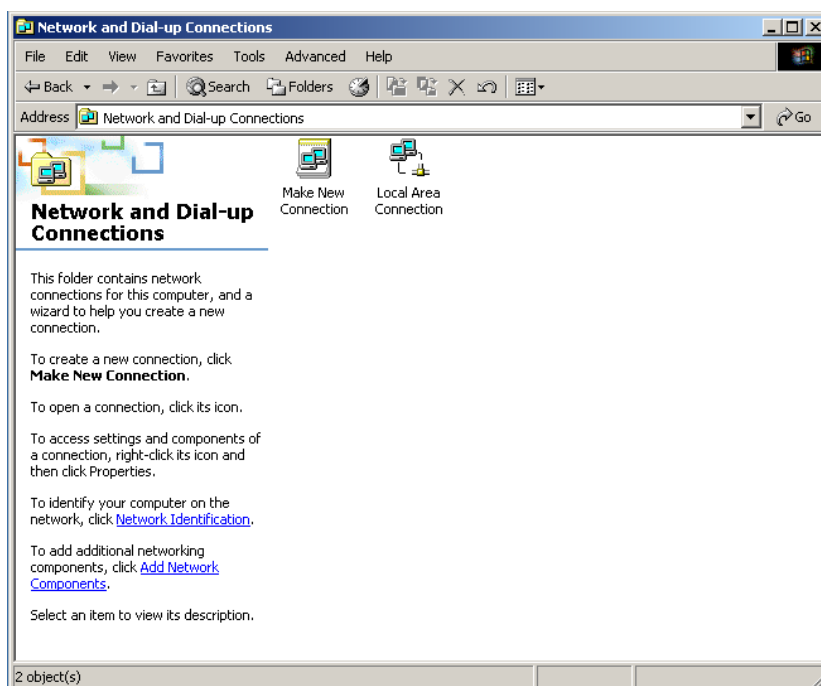 Network and Dial-up Connections
File Edit View Favorites Tools Advanced Help
Back Search Folders
Address Network and Dial-up Connections Go
Make New Connection
Local Area Connection
Network and Dial-up
Connections
This folder contains network
connections for this computer, and a
wizard to help you create a new
connection.
To create a new connection, click
Make New Connection.
To open a connection, click its icon.
To access settings and components of
a connection, right-click its icon and
then click Properties.
To identify your computer on the
network, click Network Identification.
To add additional networking
components, click Add Network
Components.
Select an item to view its description.
2 object(s)